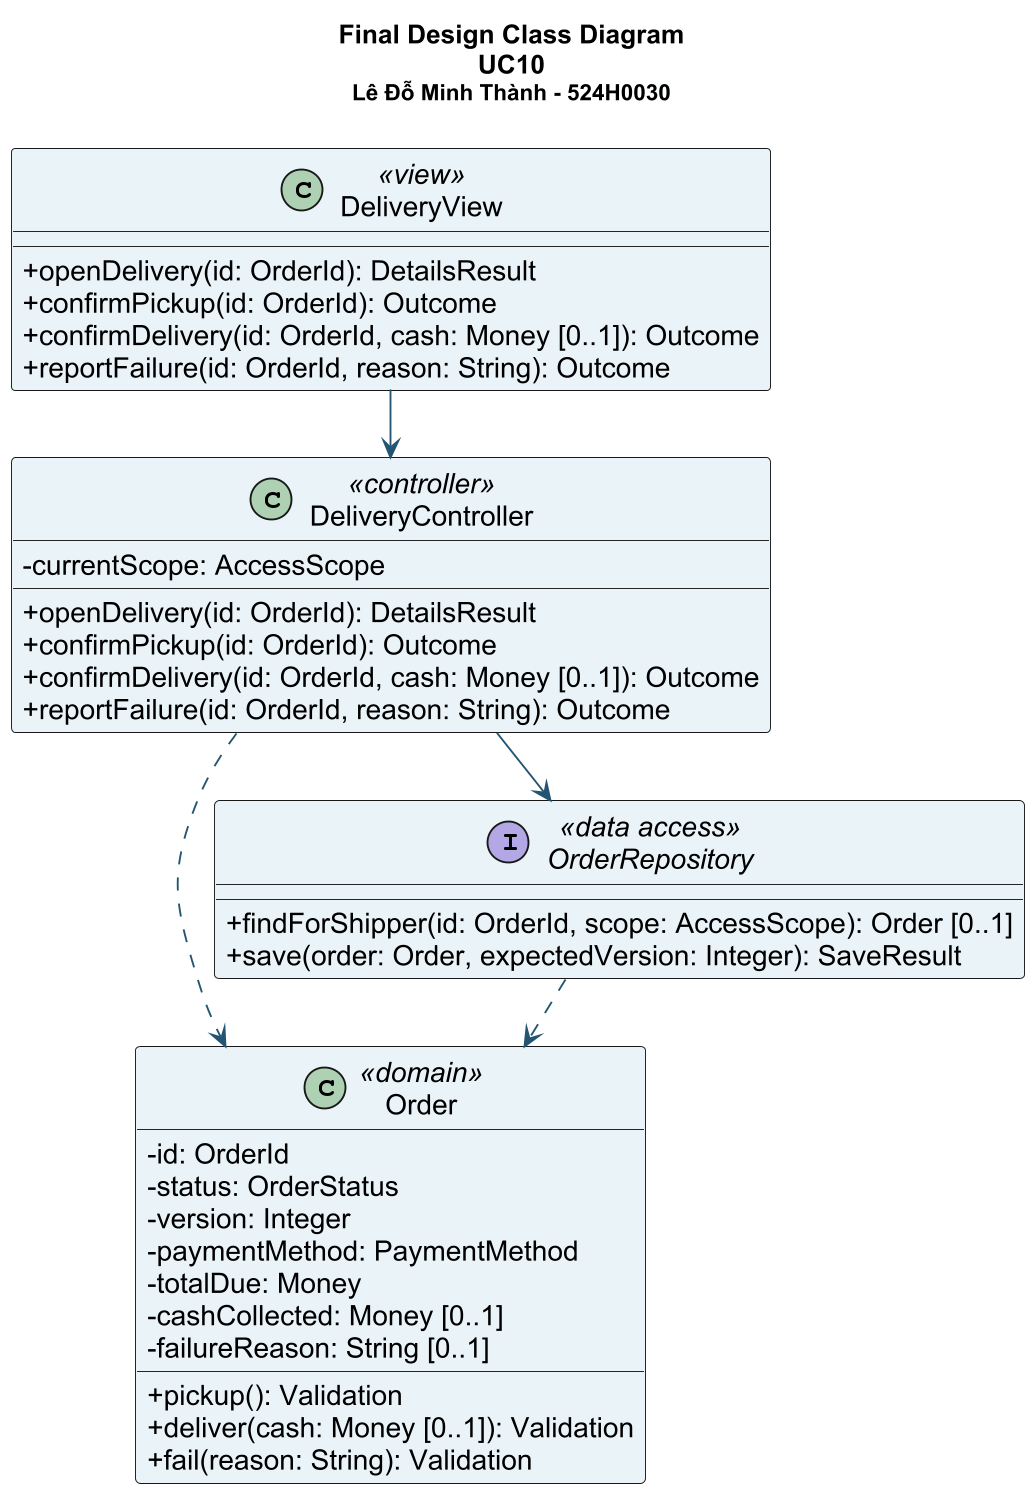 Final Design Class Diagram
UC10
Lê Đỗ Minh Thành - 524H0030
C
«view»
DeliveryView
+openDelivery(id: OrderId): DetailsResult
+confirmPickup(id: OrderId): Outcome
+confirmDelivery(id: OrderId, cash: Money [0..1]): Outcome
+reportFailure(id: OrderId, reason: String): Outcome
C
«controller»
DeliveryController
-currentScope: AccessScope
+openDelivery(id: OrderId): DetailsResult
+confirmPickup(id: OrderId): Outcome
+confirmDelivery(id: OrderId, cash: Money [0..1]): Outcome
+reportFailure(id: OrderId, reason: String): Outcome
I
«data access»
OrderRepository
+findForShipper(id: OrderId, scope: AccessScope): Order [0..1]
+save(order: Order, expectedVersion: Integer): SaveResult
C
«domain»
Order
-id: OrderId
-status: OrderStatus
-version: Integer
-paymentMethod: PaymentMethod
-totalDue: Money
-cashCollected: Money [0..1]
-failureReason: String [0..1]
+pickup(): Validation
+deliver(cash: Money [0..1]): Validation
+fail(reason: String): Validation